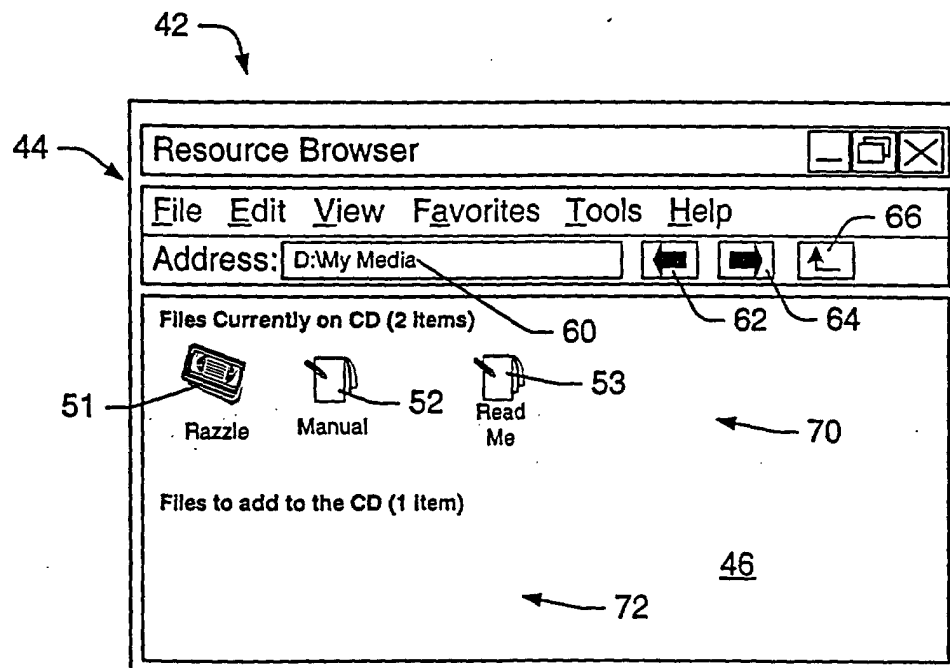 42
44
Resource Browser
File Edit View Favorites Tools Help
66
Address: D:\My Media
Files Currently on CD (2 Items)
60
62
64
51
52
53
Razzle
Manual
Read
Me
70
Files to add to the CD (1 item)
46
72